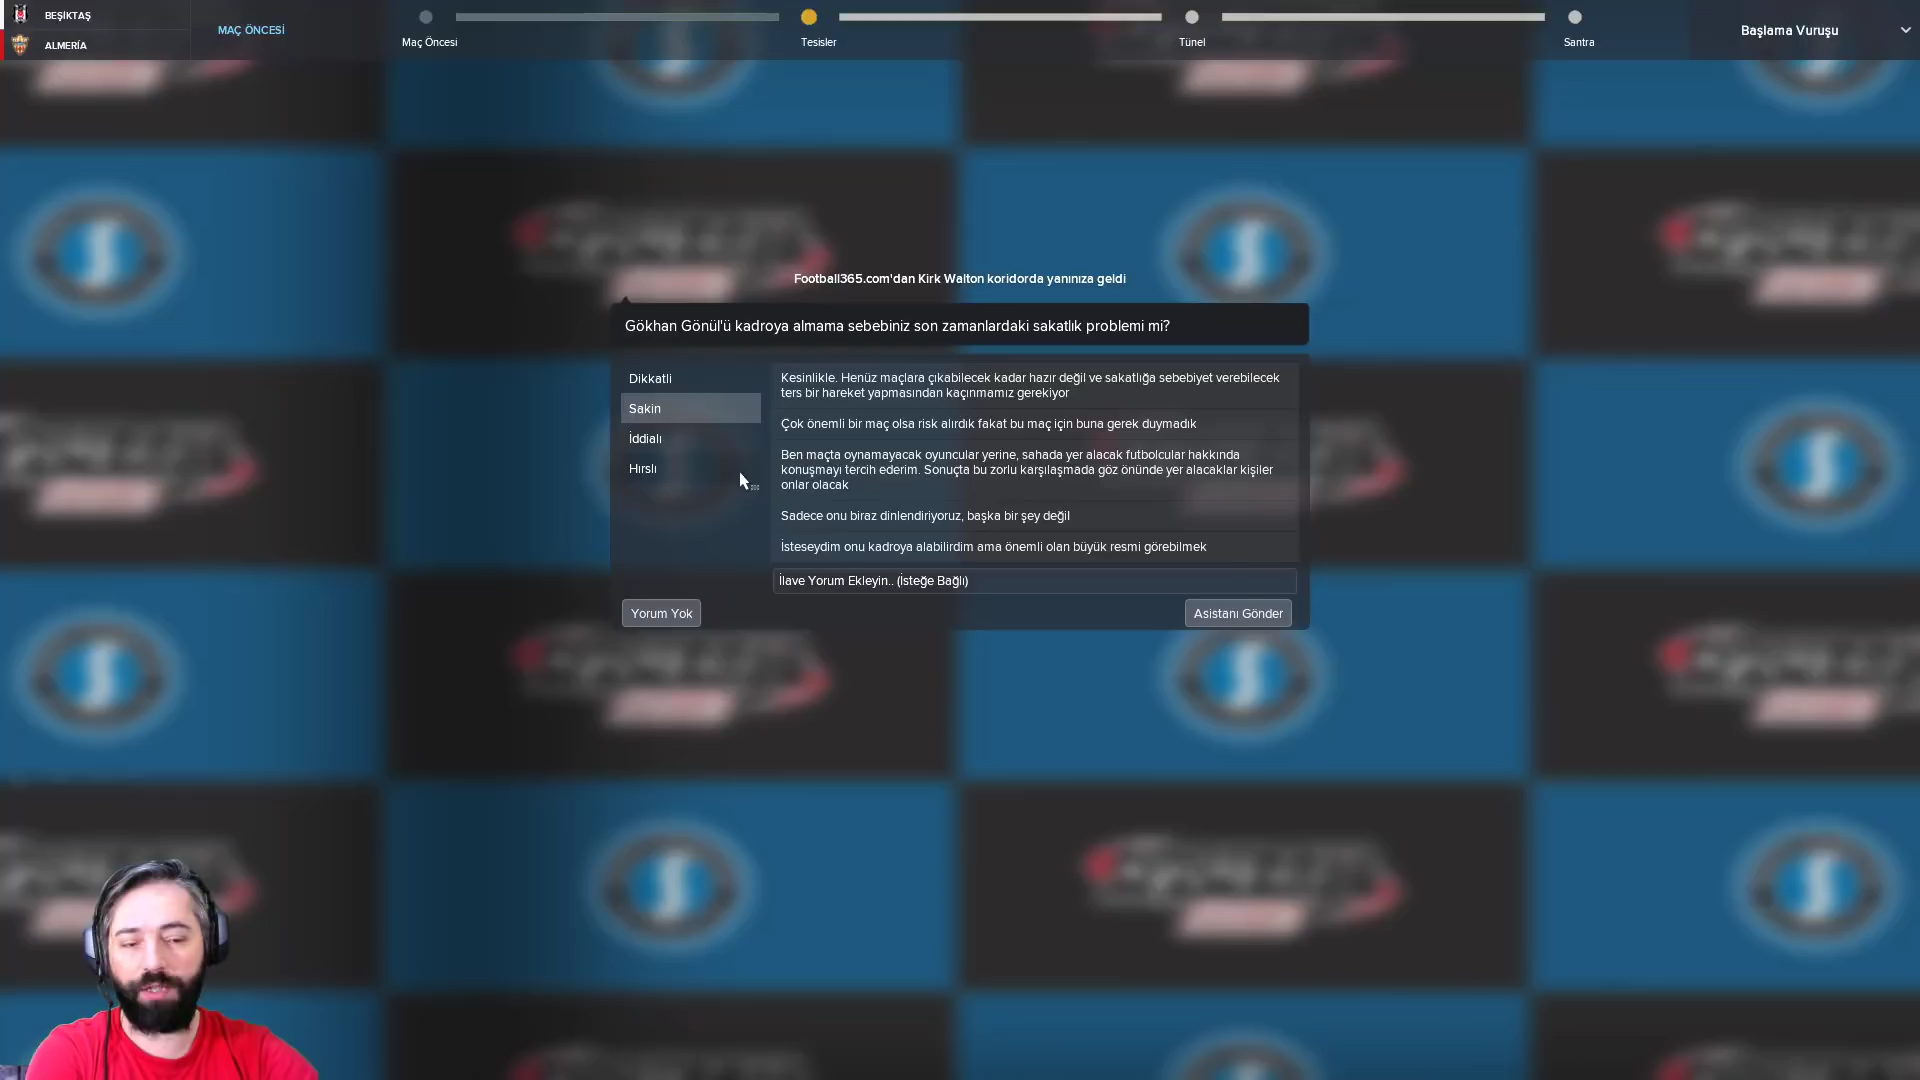 BEŞİKTAŞ
ALMERÍA
MAÇ ÖNCESİ
Maç Öncesi
Tesisler
Tünel
Santra
Başlama Vuruşu
Football365.com'dan Kirk Walton koridorda yanınıza geldi
Gökhan Gönül'ü kadroya almama sebebiniz son zamanlardaki sakatlık problemi mi?
Dikkatli
Sakin
İddialı
Hırslı
Kesinlikle. Henüz maçlara çıkabilecek kadar hazır değil ve sakatlığa sebebiyet verebilecek
ters bir hareket yapmasından kaçınmamız gerekiyor
Çok önemli bir maç olsa risk alırdık fakat bu maç için buna gerek duymadık
Ben maçta oynamayacak oyuncular yerine, sahada yer alacak futbolcular hakkında
konuşmayı tercih ederim. Sonuçta bu zorlu karşılaşmada göz önünde yer alacaklar kişiler
onlar olacak
Sadece onu biraz dinlendiriyoruz, başka bir şey değil
İsteseydim onu kadroya alabilirdim ama önemli olan büyük resmi görebilmek
İlave Yorum Ekleyin.. (İsteğe Bağlı)
Yorum Yok
Asistanı Gönder